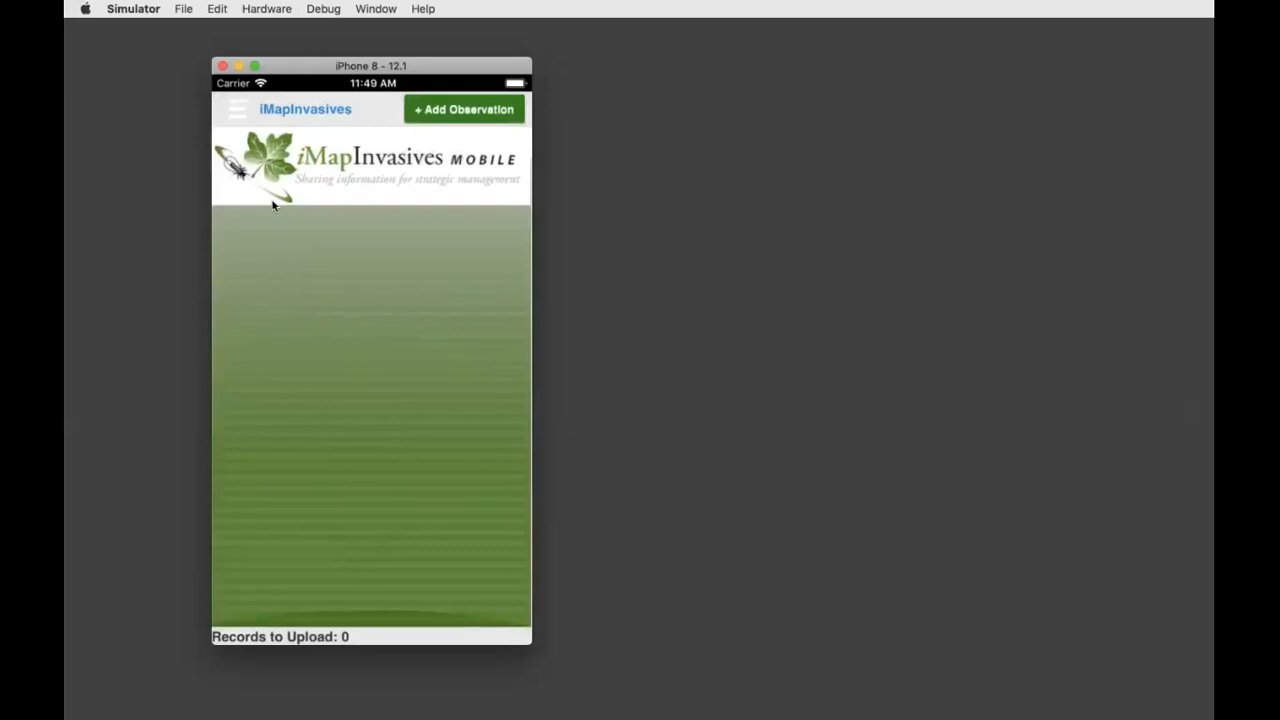 Simulator File Edit Hardware Debug Window Help
iPhone 8 - 12.1
Carrier 11:49 AM
iMapInvasives + Add Observation
iMapInvasives MOBILE
Sharing information for strategic management
Records to Upload: 0